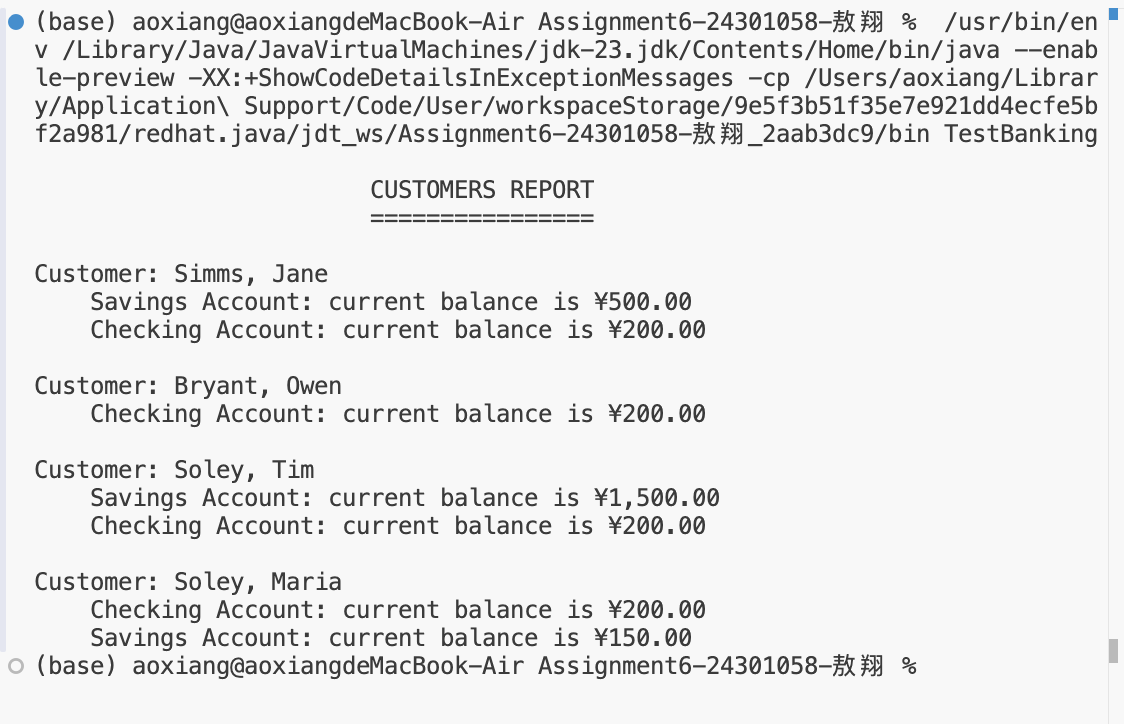 (base) aoxiang@aoxiangdeMacBook-Air Assignment6-24301058-敖翔 %  /usr/bin/en
v /Library/Java/JavaVirtualMachines/jdk-23.jdk/Contents/Home/bin/java --enab
le-preview -XX:+ShowCodeDetailsInExceptionMessages -cp /Users/aoxiang/Librar
y/Application\ Support/Code/User/workspaceStorage/9e5f3b51f35e7e921dd4ecfe5b
f2a981/redhat.java/jdt_ws/Assignment6-24301058-敖翔_2aab3dc9/bin TestBanking
CUSTOMERS REPORT
================
Customer: Simms, Jane
Savings Account: current balance is ¥500.00
Checking Account: current balance is ¥200.00
Customer: Bryant, Owen
Checking Account: current balance is ¥200.00
Customer: Soley, Tim
Savings Account: current balance is ¥1,500.00
Checking Account: current balance is ¥200.00
Customer: Soley, Maria
Checking Account: current balance is ¥200.00
Savings Account: current balance is ¥150.00
(base) aoxiang@aoxiangdeMacBook-Air Assignment6-24301058-敖翔 %